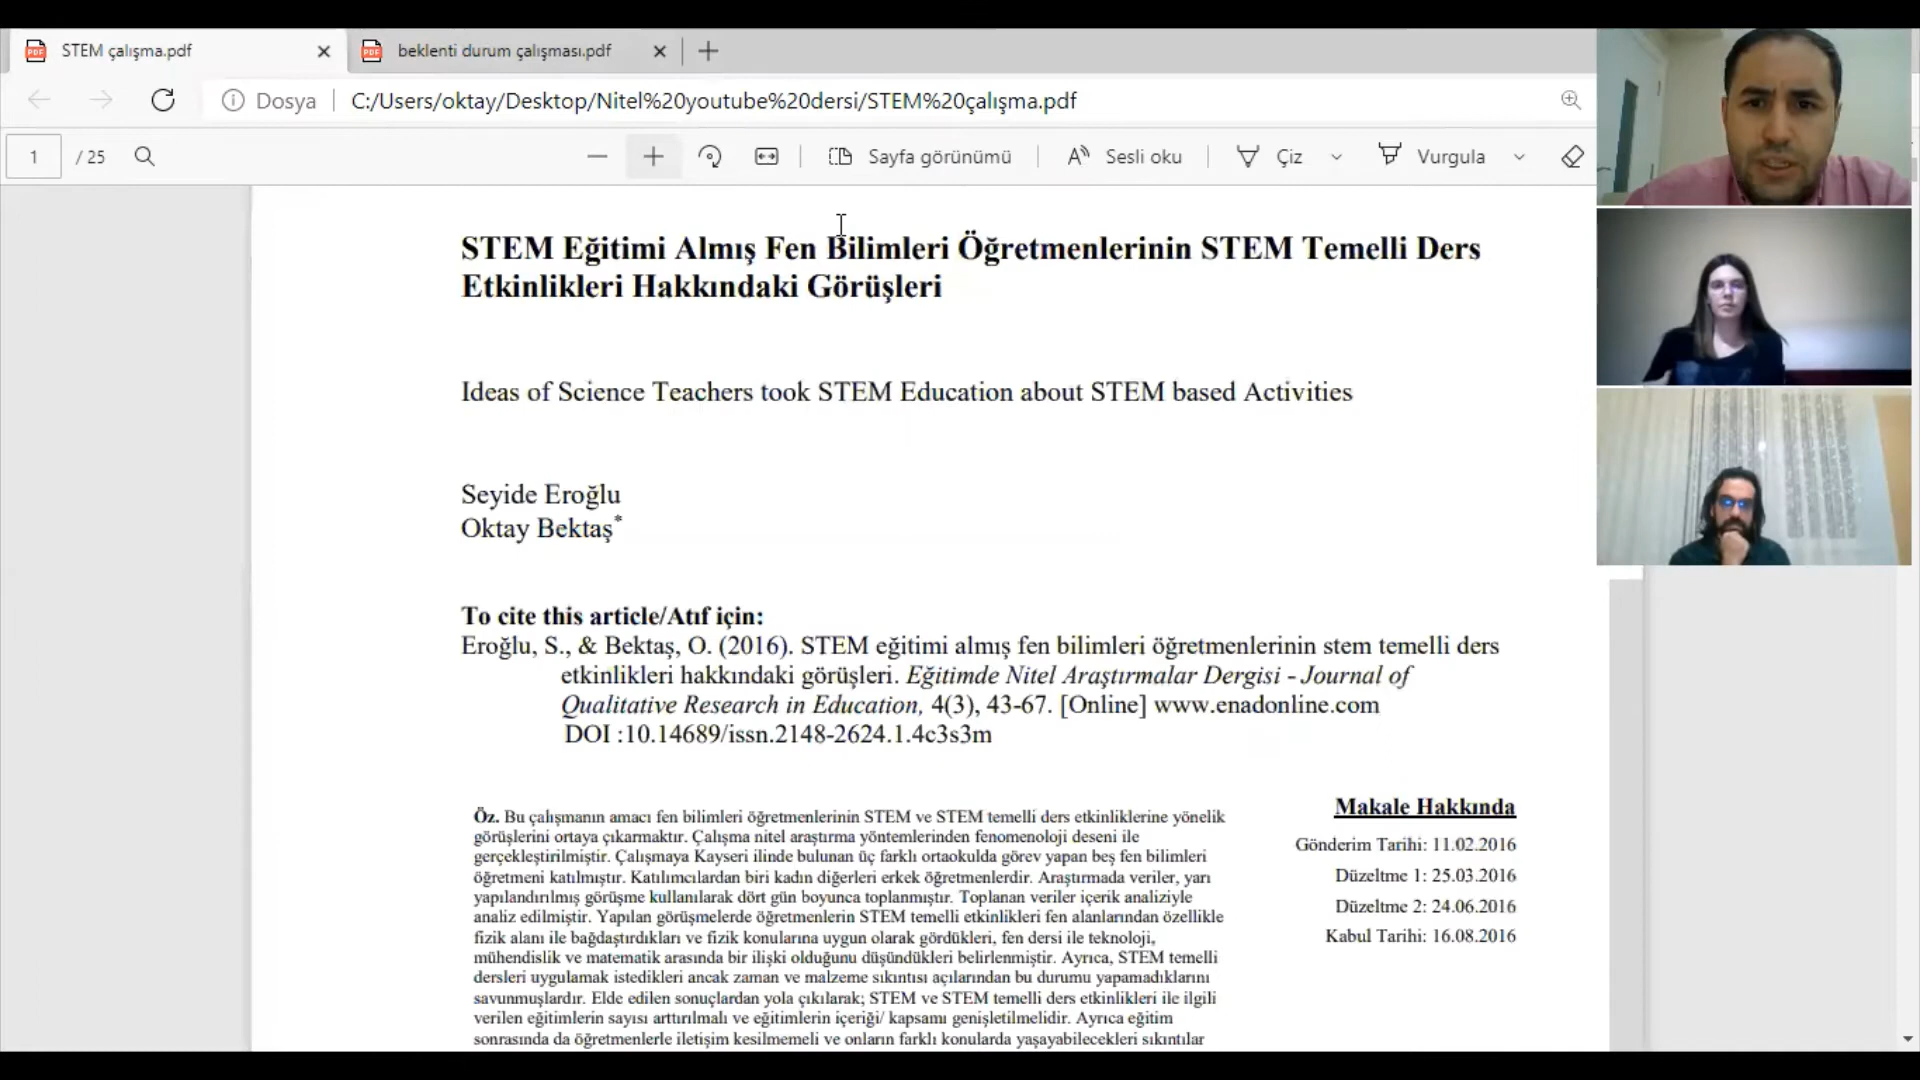 STEM çalışma.pdf
beklenti durum çalışması.pdf
Dosya
C:/Users/oktay/Desktop/Nitel%20youtube%20dersi/STEM%20çalışma.pdf
1 / 25
Sayfa görünümü
Sesli oku
Çiz
Vurgula
STEM Eğitimi Almış Fen Bilimleri Öğretmenlerinin STEM Temelli Ders
Etkinlikleri Hakkındaki Görüşleri
Ideas of Science Teachers took STEM Education about STEM based Activities
Seyide Eroğlu
Oktay Bektaş*
To cite this article/Atıf için:
Eroğlu, S., & Bektaş, O. (2016). STEM eğitimi almış fen bilimleri öğretmenlerinin stem temelli ders
etkinlikleri hakkındaki görüşleri. Eğitimde Nitel Araştırmalar Dergisi - Journal of
Qualitative Research in Education, 4(3), 43-67. [Online] www.enadonline.com
DOI :10.14689/issn.2148-2624.1.4c3s3m
Öz. Bu çalışmanın amacı fen bilimleri öğretmenlerinin STEM ve STEM temelli ders etkinliklerine yönelik
görüşlerini ortaya çıkarmaktır. Çalışma nitel araştırma yöntemlerinden fenomenoloji deseni ile
gerçekleştirilmiştir. Çalışmaya Kayseri ilinde bulunan üç farklı ortaokulda görev yapan beş fen bilimleri
öğretmeni katılmıştır. Katılımcılardan biri kadın diğerleri erkek öğretmenlerdir. Araştırmada veriler, yarı
yapılandırılmış görüşme kullanılarak dört gün boyunca toplanmıştır. Toplanan veriler içerik analiziyle
analiz edilmiştir. Yapılan görüşmelerde öğretmenlerin STEM temelli etkinlikleri fen alanlarından özellikle
fizik alanı ile bağdaştırdıkları ve fizik konularına uygun olarak gördükleri, fen dersi ile teknoloji,
mühendislik ve matematik arasında bir ilişki olduğunu düşündükleri belirlenmiştir. Ayrıca, STEM temelli
dersleri uygulamak istedikleri ancak zaman ve malzeme sıkıntısı açılarından bu durumu yapamadıklarını
savunmuşlardır. Elde edilen sonuçlardan yola çıkılarak; STEM ve STEM temelli ders etkinlikleri ile ilgili
verilen eğitimlerin sayısı arttırılmalı ve eğitimlerin içeriği/ kapsamı genişletilmelidir. Ayrıca eğitim
sonrasında da öğretmenlerle iletişim kesilmemeli ve onların farklı konularda yaşayabilecekleri sıkıntılar
Makale Hakkında
Gönderim Tarihi: 11.02.2016
Düzeltme 1: 25.03.2016
Düzeltme 2: 24.06.2016
Kabul Tarihi: 16.08.2016